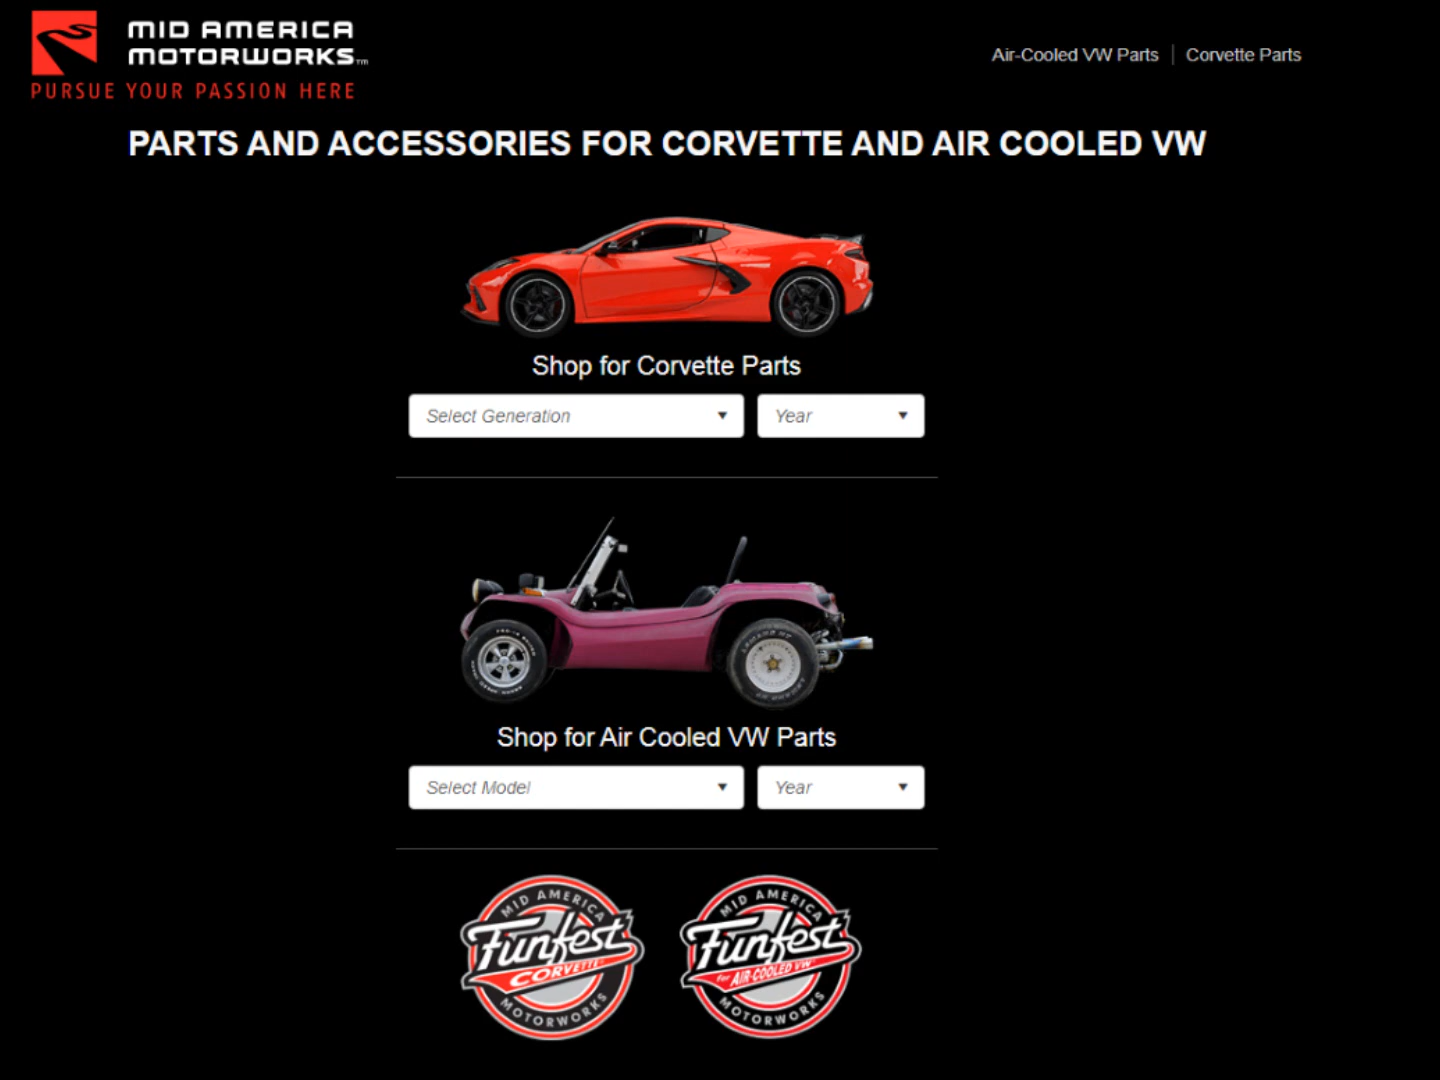 MID AMERICA
MOTORWORKS™
PURSUE YOUR PASSION HERE
Air-Cooled VW Parts | Corvette Parts
PARTS AND ACCESSORIES FOR CORVETTE AND AIR COOLED VW
Shop for Corvette Parts
Select Generation
Year
Shop for Air Cooled VW Parts
Select Model
Year
MID AMERICA
Funfest
CORVETTE
MOTORWORKS
MID AMERICA
Funfest
for AIR-COOLED VW
MOTORWORKS